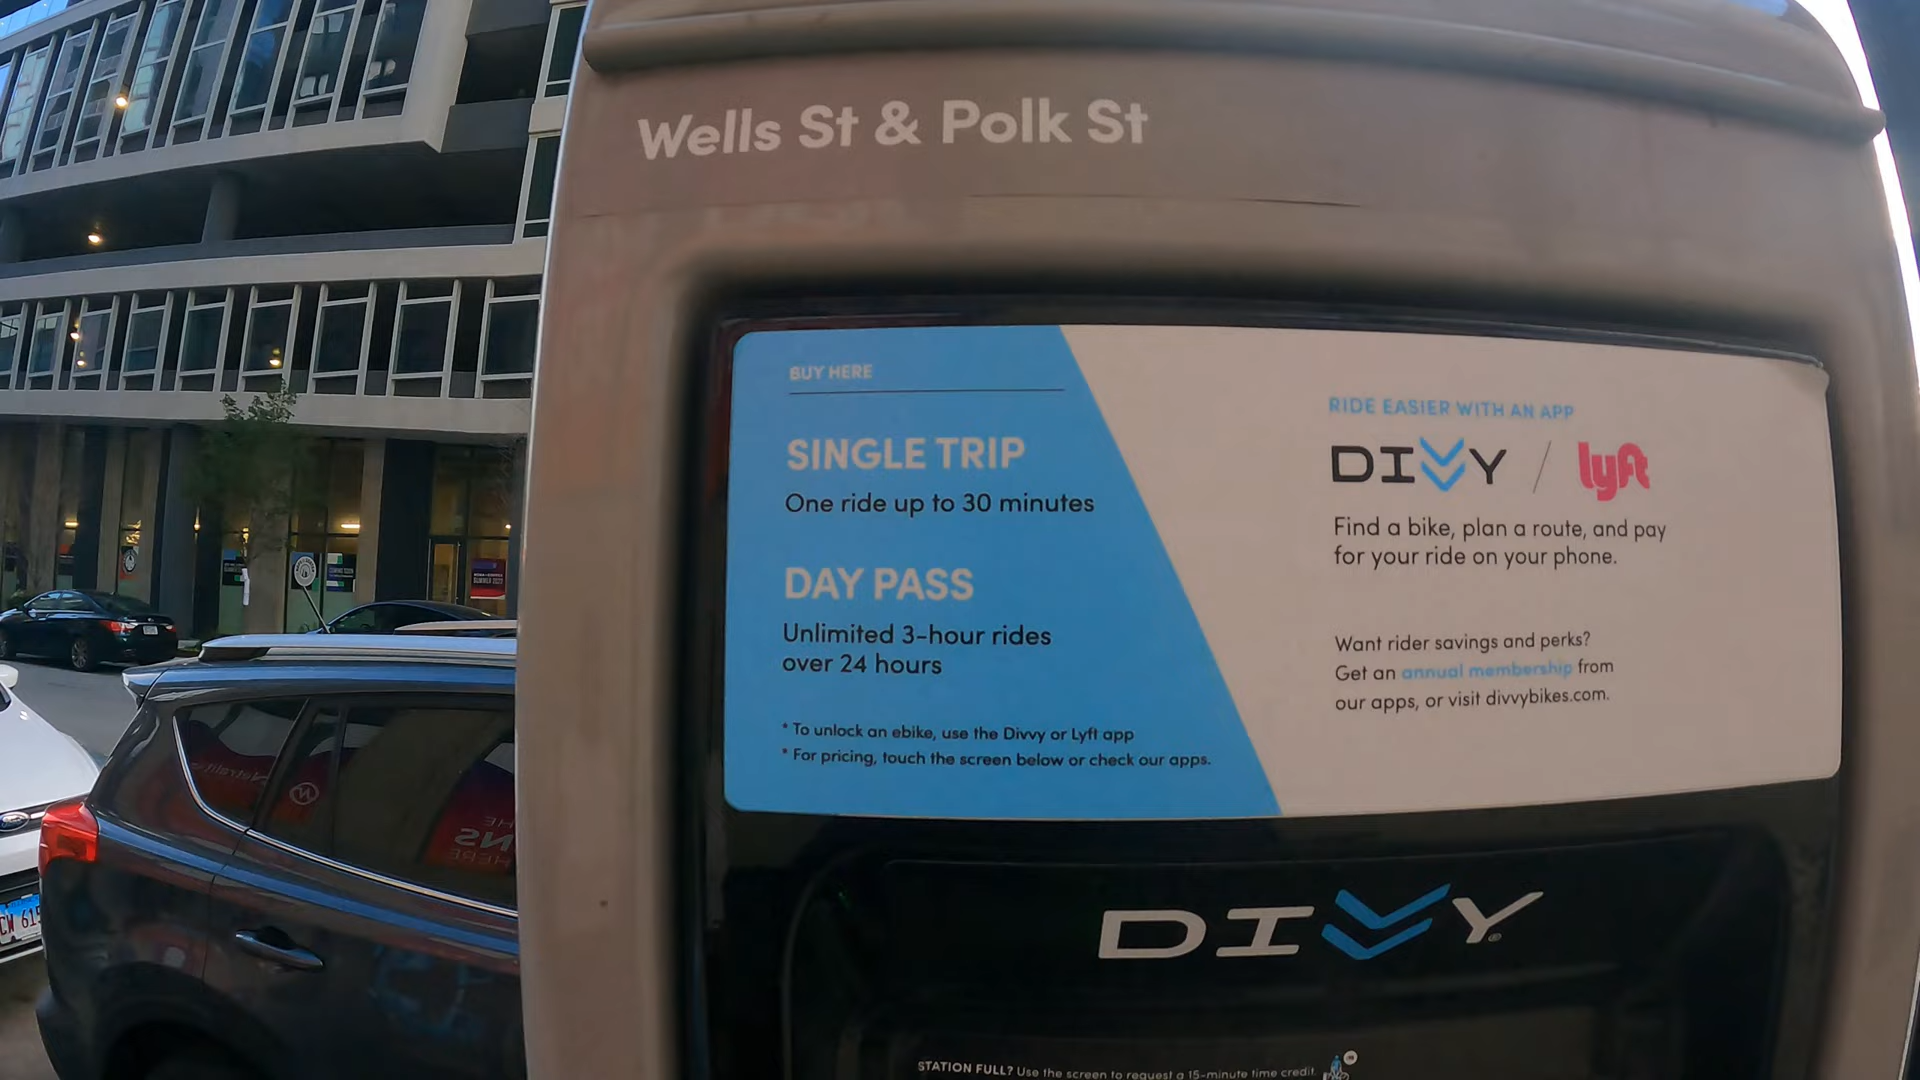 Wells St & Polk St
BUY HERE
SINGLE TRIP
One ride up to 30 minutes
DAY PASS
Unlimited 3-hour rides
over 24 hours
* To unlock an ebike, use the Divvy or Lyft app
* For pricing, touch the screen below or check our apps.
RIDE EASIER WITH AN APP
DIVVY / lyft
Find a bike, plan a route, and pay
for your ride on your phone.
Want rider savings and perks?
Get an annual membership from
our apps, or visit divvybikes.com.
DIVVY
STATION FULL? Use the screen to request a 15-minute time credit.